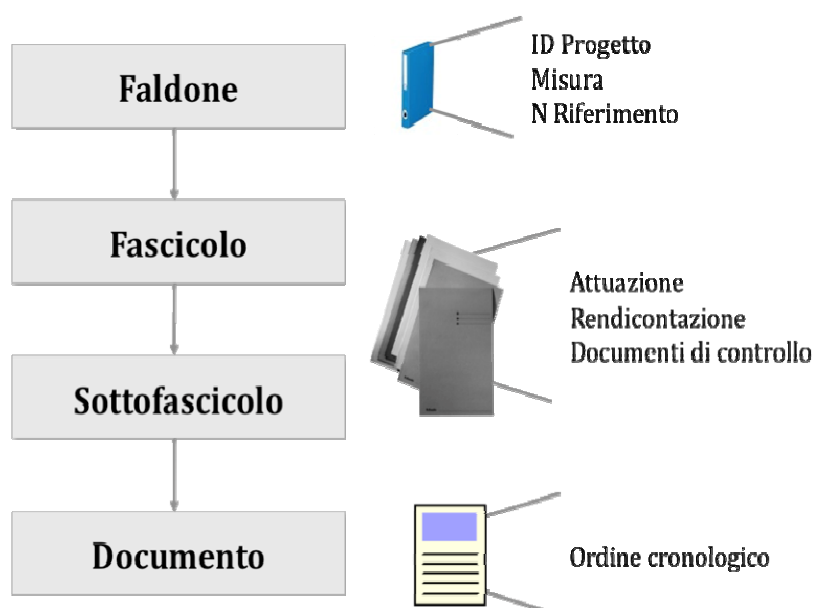 Faldone
ID Progetto
Misura
N Riferimento
Fascicolo
Attuazione
Rendicontazione
Documenti di controllo
Sottofascicolo
Documento
Ordine cronologico